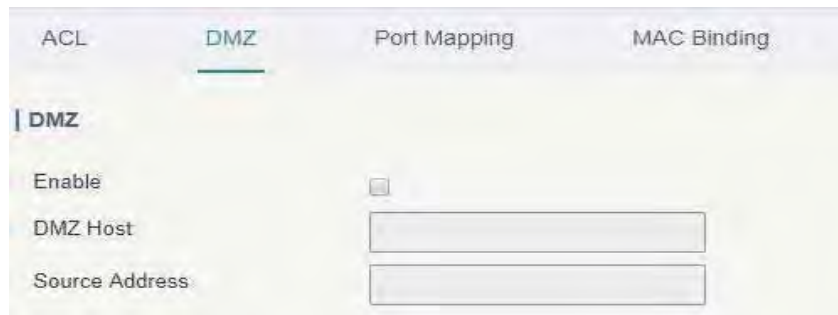 ACL DMZ Port Mapping MAC Binding
DMZ
Enable
DMZ Host
Source Address